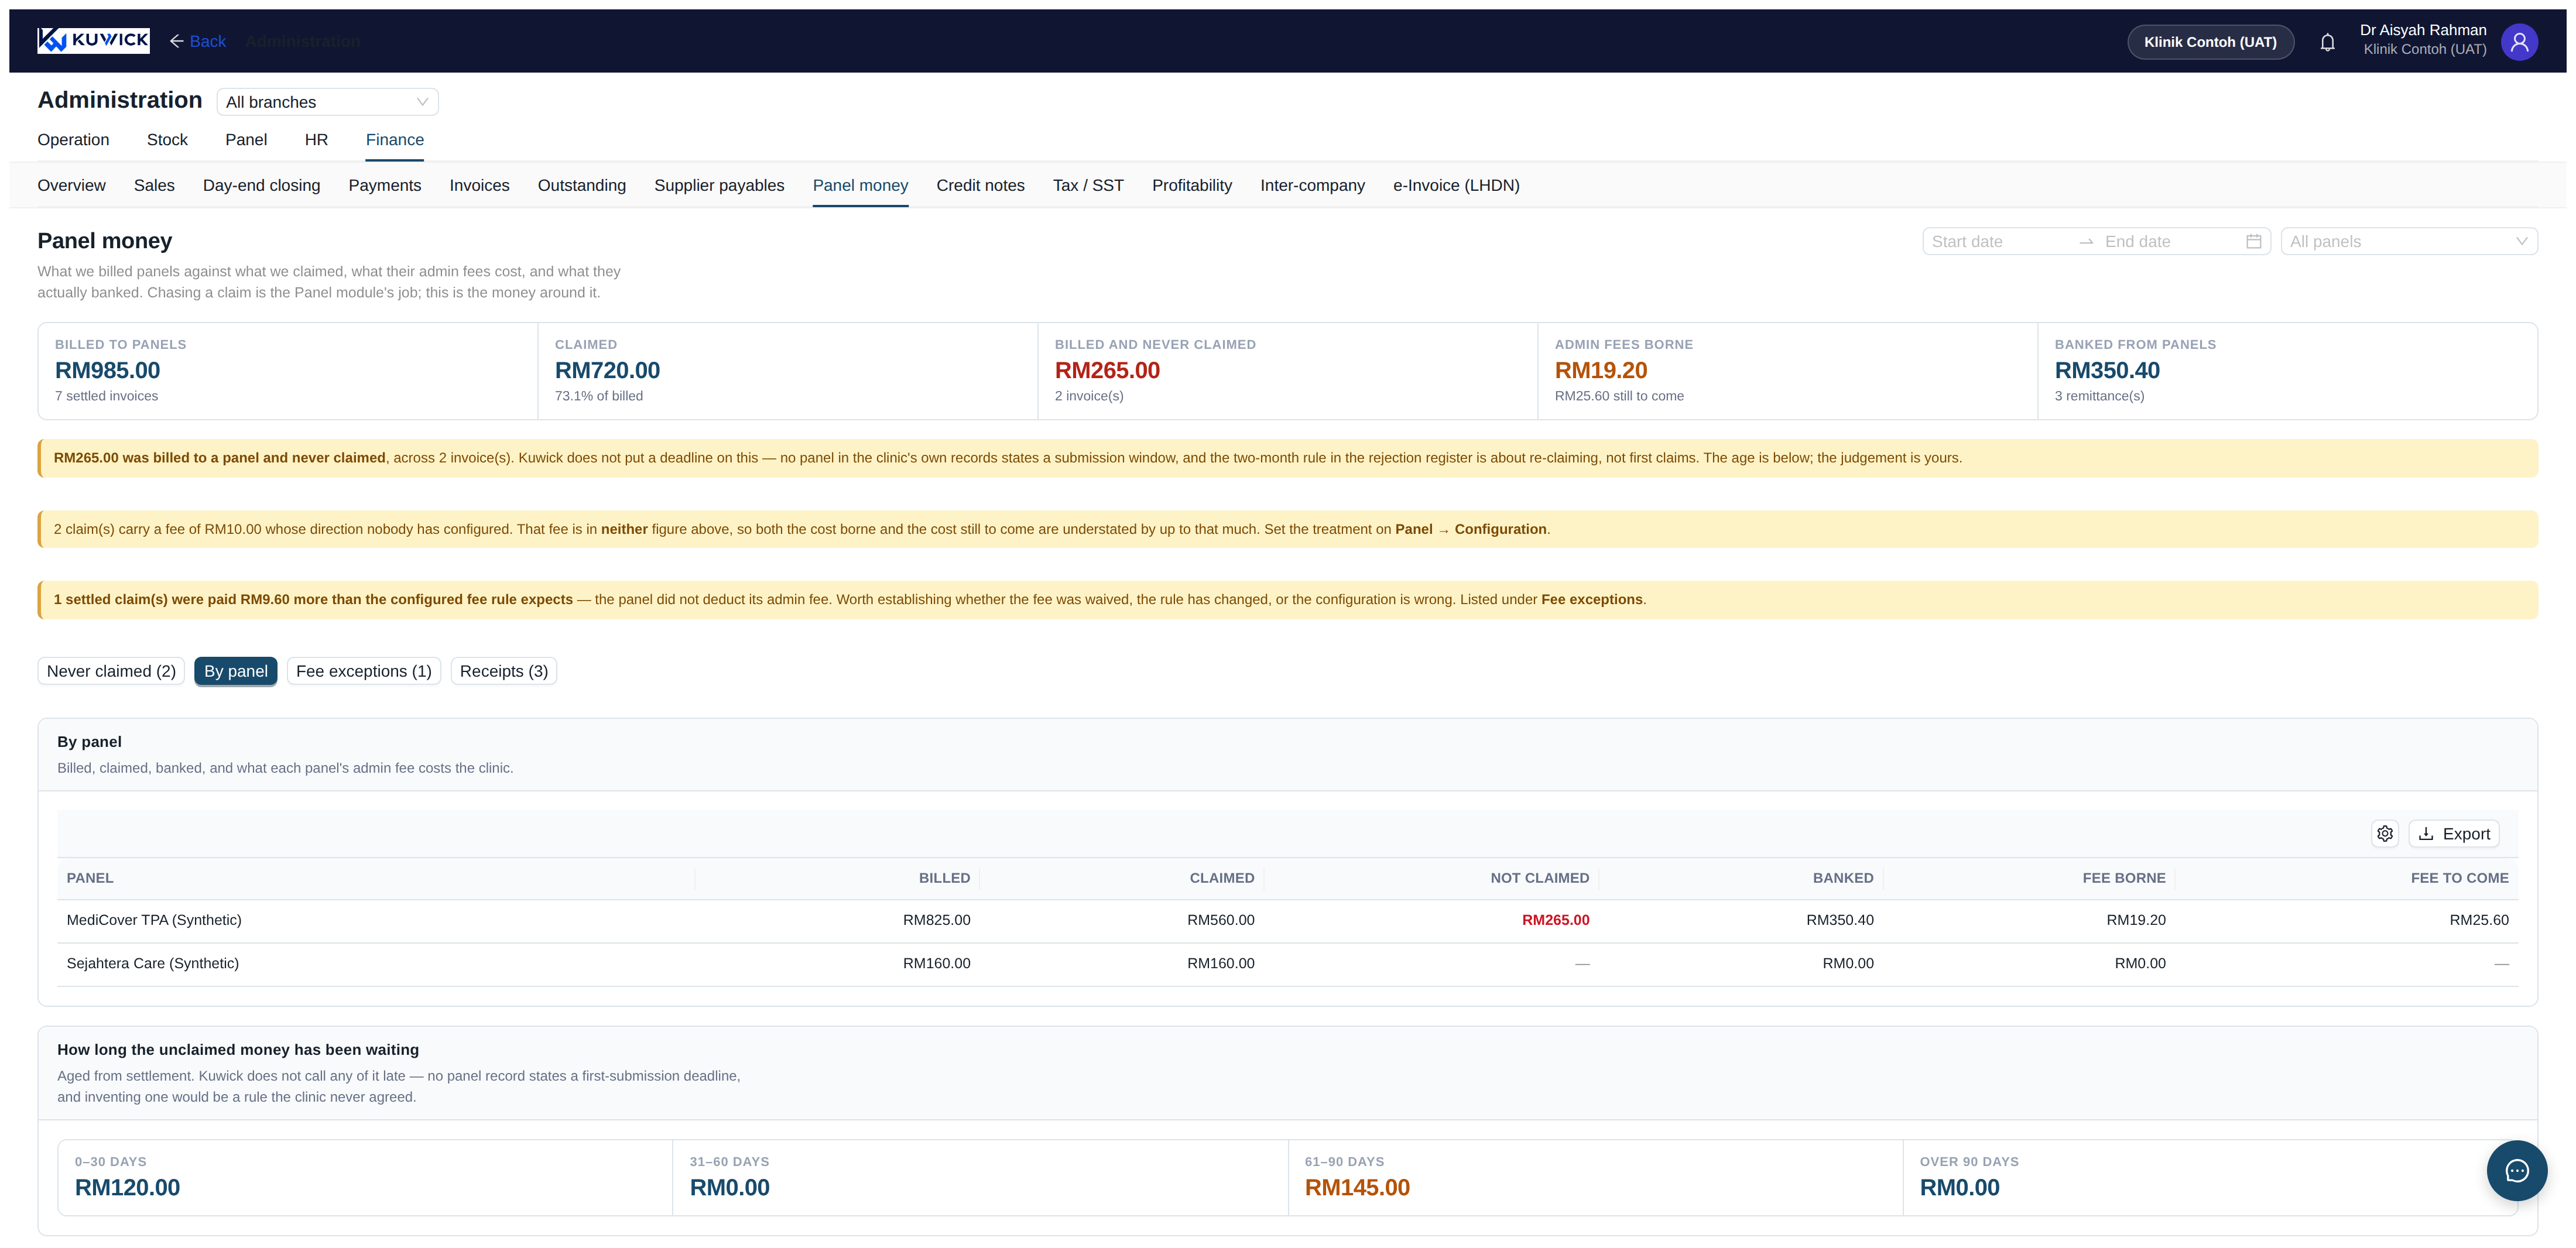 KUWICK
Back
Administration
Klinik Contoh (UAT)
Dr Aisyah Rahman
Klinik Contoh (UAT)
Administration
All branches
Operation Stock Panel HR Finance
Overview Sales Day-end closing Payments Invoices Outstanding Supplier payables Panel money Credit notes Tax / SST Profitability Inter-company e-Invoice (LHDN)
Panel money
Start date → End date
All panels
What we billed panels against what we claimed, what their admin fees cost, and what they
actually banked. Chasing a claim is the Panel module's job; this is the money around it.
BILLED TO PANELS
RM985.00
7 settled invoices
CLAIMED
RM720.00
73.1% of billed
BILLED AND NEVER CLAIMED
RM265.00
2 invoice(s)
ADMIN FEES BORNE
RM19.20
RM25.60 still to come
BANKED FROM PANELS
RM350.40
3 remittance(s)
RM265.00 was billed to a panel and never claimed, across 2 invoice(s). Kuwick does not put a deadline on this — no panel in the clinic's own records states a submission window, and the two-month rule in the rejection register is about re-claiming, not first claims. The age is below; the judgement is yours.
2 claim(s) carry a fee of RM10.00 whose direction nobody has configured. That fee is in neither figure above, so both the cost borne and the cost still to come are understated by up to that much. Set the treatment on Panel → Configuration.
1 settled claim(s) were paid RM9.60 more than the configured fee rule expects — the panel did not deduct its admin fee. Worth establishing whether the fee was waived, the rule has changed, or the configuration is wrong. Listed under Fee exceptions.
Never claimed (2) By panel Fee exceptions (1) Receipts (3)
By panel
Billed, claimed, banked, and what each panel's admin fee costs the clinic.
Export
PANEL BILLED CLAIMED NOT CLAIMED BANKED FEE BORNE FEE TO COME
MediCover TPA (Synthetic) RM825.00 RM560.00 RM265.00 RM350.40 RM19.20 RM25.60
Sejahtera Care (Synthetic) RM160.00 RM160.00 — RM0.00 RM0.00 —
How long the unclaimed money has been waiting
Aged from settlement. Kuwick does not call any of it late — no panel record states a first-submission deadline,
and inventing one would be a rule the clinic never agreed.
0–30 DAYS
RM120.00
31–60 DAYS
RM0.00
61–90 DAYS
RM145.00
OVER 90 DAYS
RM0.00